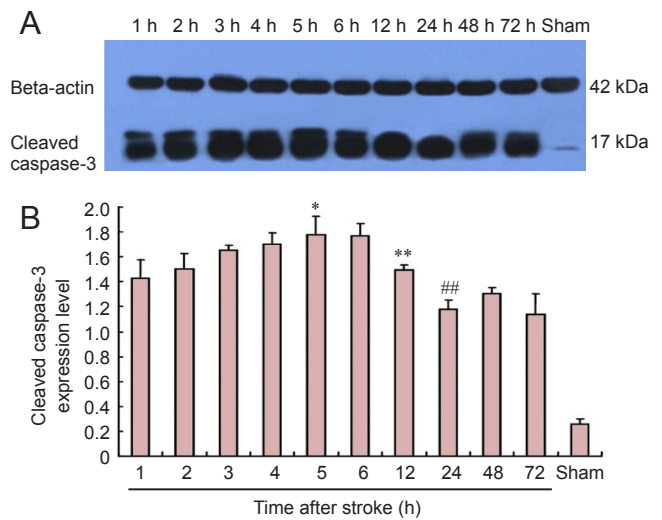 A
1 h 2 h 3 h 4 h 5 h 6 h 12 h 24 h 48 h 72 h Sham
Beta-actin 42 kDa
Cleaved
caspase-3
17 kDa
B
Cleaved caspase-3
expression level
2.0
1.8
1.6
1.4
1.2
1.0
0.8
0.6
0.4
0.2
0
*
**
##
1 2 3 4 5 6 12 24 48 72 Sham
Time after stroke (h)